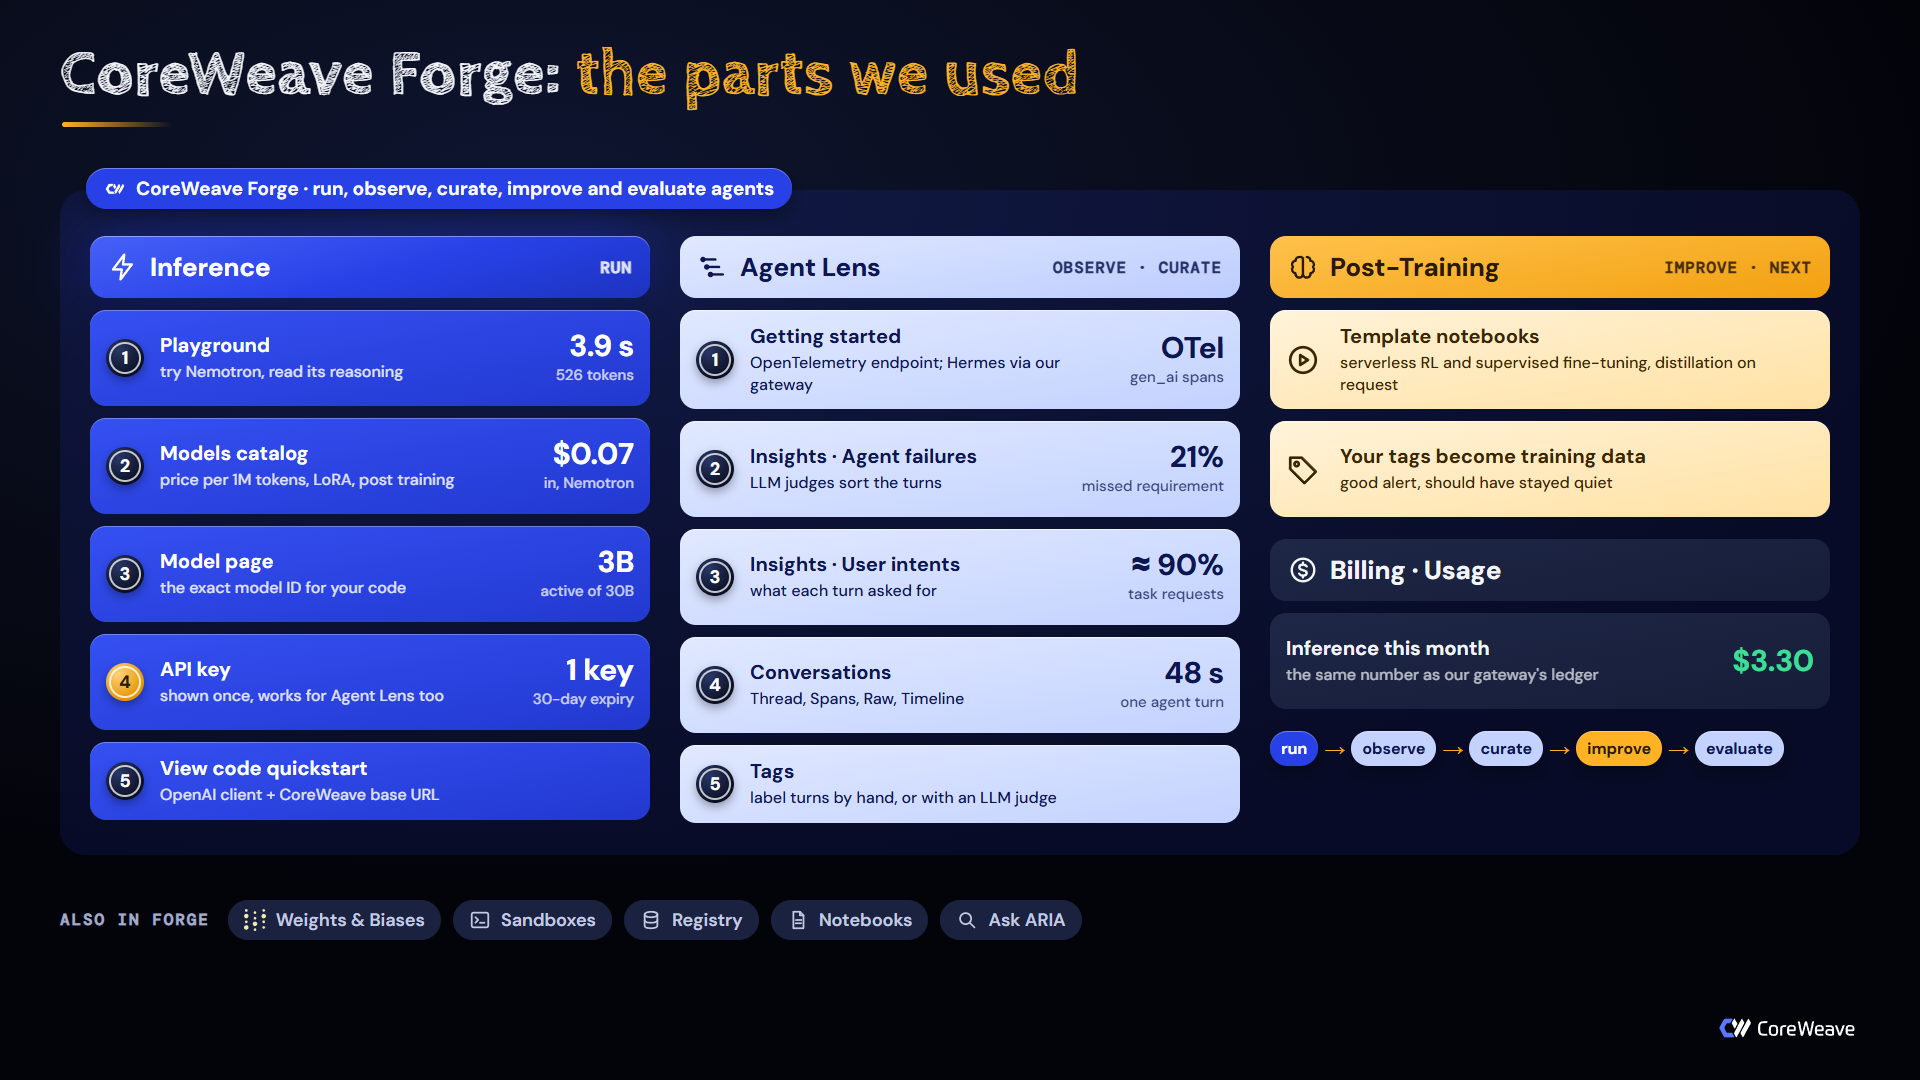 CoreWeave Forge: the parts we used
CoreWeave Forge · run, observe, curate, improve and evaluate agents
Inference
RUN
1
Playground
try Nemotron, read its reasoning
3.9 s
526 tokens
2
Models catalog
price per 1M tokens, LoRA, post training
$0.07
in, Nemotron
3
Model page
the exact model ID for your code
3B
active of 30B
4
API key
shown once, works for Agent Lens too
1 key
30-day expiry
5
View code quickstart
OpenAI client + CoreWeave base URL
Agent Lens
OBSERVE · CURATE
1
Getting started
OpenTelemetry endpoint; Hermes via our
gateway
OTel
gen_ai spans
2
Insights · Agent failures
LLM judges sort the turns
21%
missed requirement
3
Insights · User intents
what each turn asked for
≈ 90%
task requests
4
Conversations
Thread, Spans, Raw, Timeline
48 s
one agent turn
5
Tags
label turns by hand, or with an LLM judge
Post-Training
IMPROVE · NEXT
Template notebooks
serverless RL and supervised fine-tuning, distillation on
request
Your tags become training data
good alert, should have stayed quiet
Billing · Usage
Inference this month
the same number as our gateway's ledger
$3.30
run → observe → curate → improve → evaluate
ALSO IN FORGE
Weights & Biases
Sandboxes
Registry
Notebooks
Ask ARIA
CoreWeave